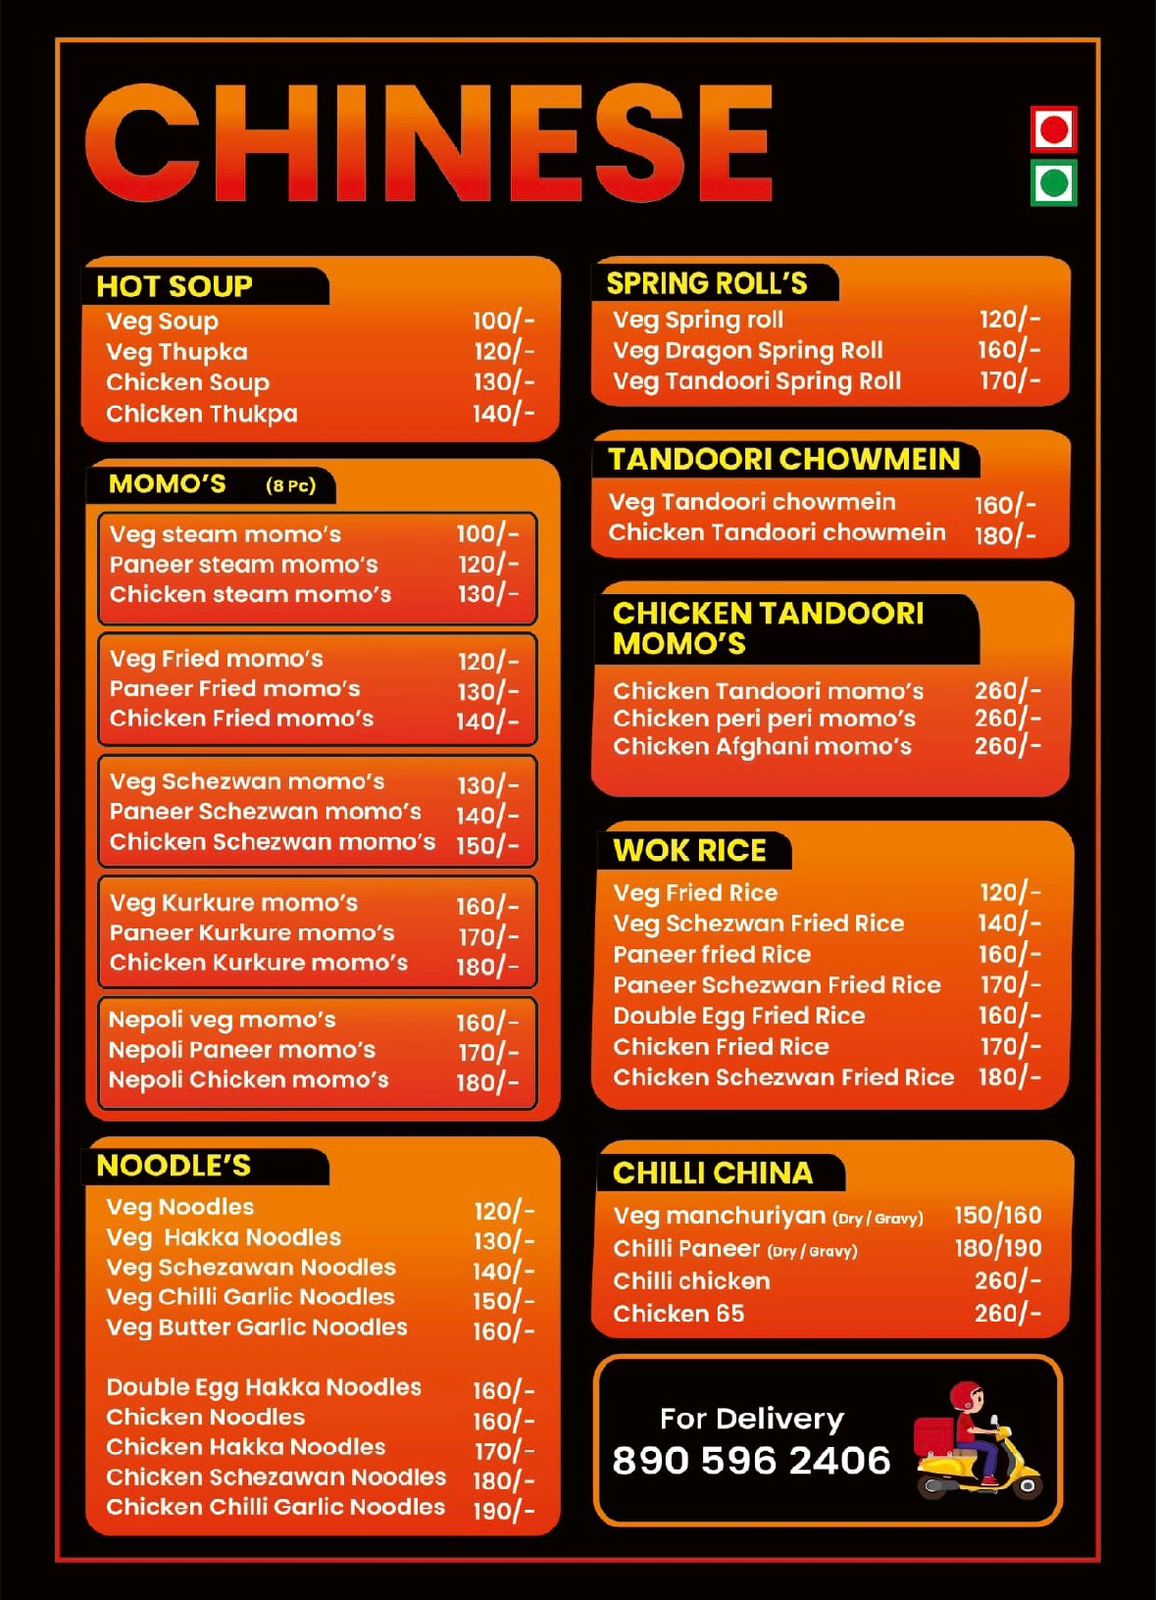 CHINESE
HOT SOUP
Veg Soup 100/-
Veg Thupka 120/-
Chicken Soup 130/-
Chicken Thukpa 140/-
MOMO'S (8 Pc)
Veg steam momo's 100/-
Paneer steam momo's 120/-
Chicken steam momo's 130/-
Veg Fried momo's 120/-
Paneer Fried momo's 130/-
Chicken Fried momo's 140/-
Veg Schezwan momo's 130/-
Paneer Schezwan momo's 140/-
Chicken Schezwan momo's 150/-
Veg Kurkure momo's 160/-
Paneer Kurkure momo's 170/-
Chicken Kurkure momo's 180/-
Nepoli veg momo's 160/-
Nepoli Paneer momo's 170/-
Nepoli Chicken momo's 180/-
NOODLE'S
Veg Noodles 120/-
Veg Hakka Noodles 130/-
Veg Schezawan Noodles 140/-
Veg Chilli Garlic Noodles 150/-
Veg Butter Garlic Noodles 160/-
Double Egg Hakka Noodles 160/-
Chicken Noodles 160/-
Chicken Hakka Noodles 170/-
Chicken Schezawan Noodles 180/-
Chicken Chilli Garlic Noodles 190/-
SPRING ROLL'S
Veg Spring roll 120/-
Veg Dragon Spring Roll 160/-
Veg Tandoori Spring Roll 170/-
TANDOORI CHOWMEIN
Veg Tandoori chowmein 160/-
Chicken Tandoori chowmein 180/-
CHICKEN TANDOORI
MOMO'S
Chicken Tandoori momo's 260/-
Chicken peri peri momo's 260/-
Chicken Afghani momo's 260/-
WOK RICE
Veg Fried Rice 120/-
Veg Schezwan Fried Rice 140/-
Paneer fried Rice 160/-
Paneer Schezwan Fried Rice 170/-
Double Egg Fried Rice 160/-
Chicken Fried Rice 170/-
Chicken Schezwan Fried Rice 180/-
CHILLI CHINA
Veg manchuriyan (Dry / Gravy) 150/160
Chilli Paneer (Dry / Gravy) 180/190
Chilli chicken 260/-
Chicken 65 260/-
For Delivery
890 596 2406